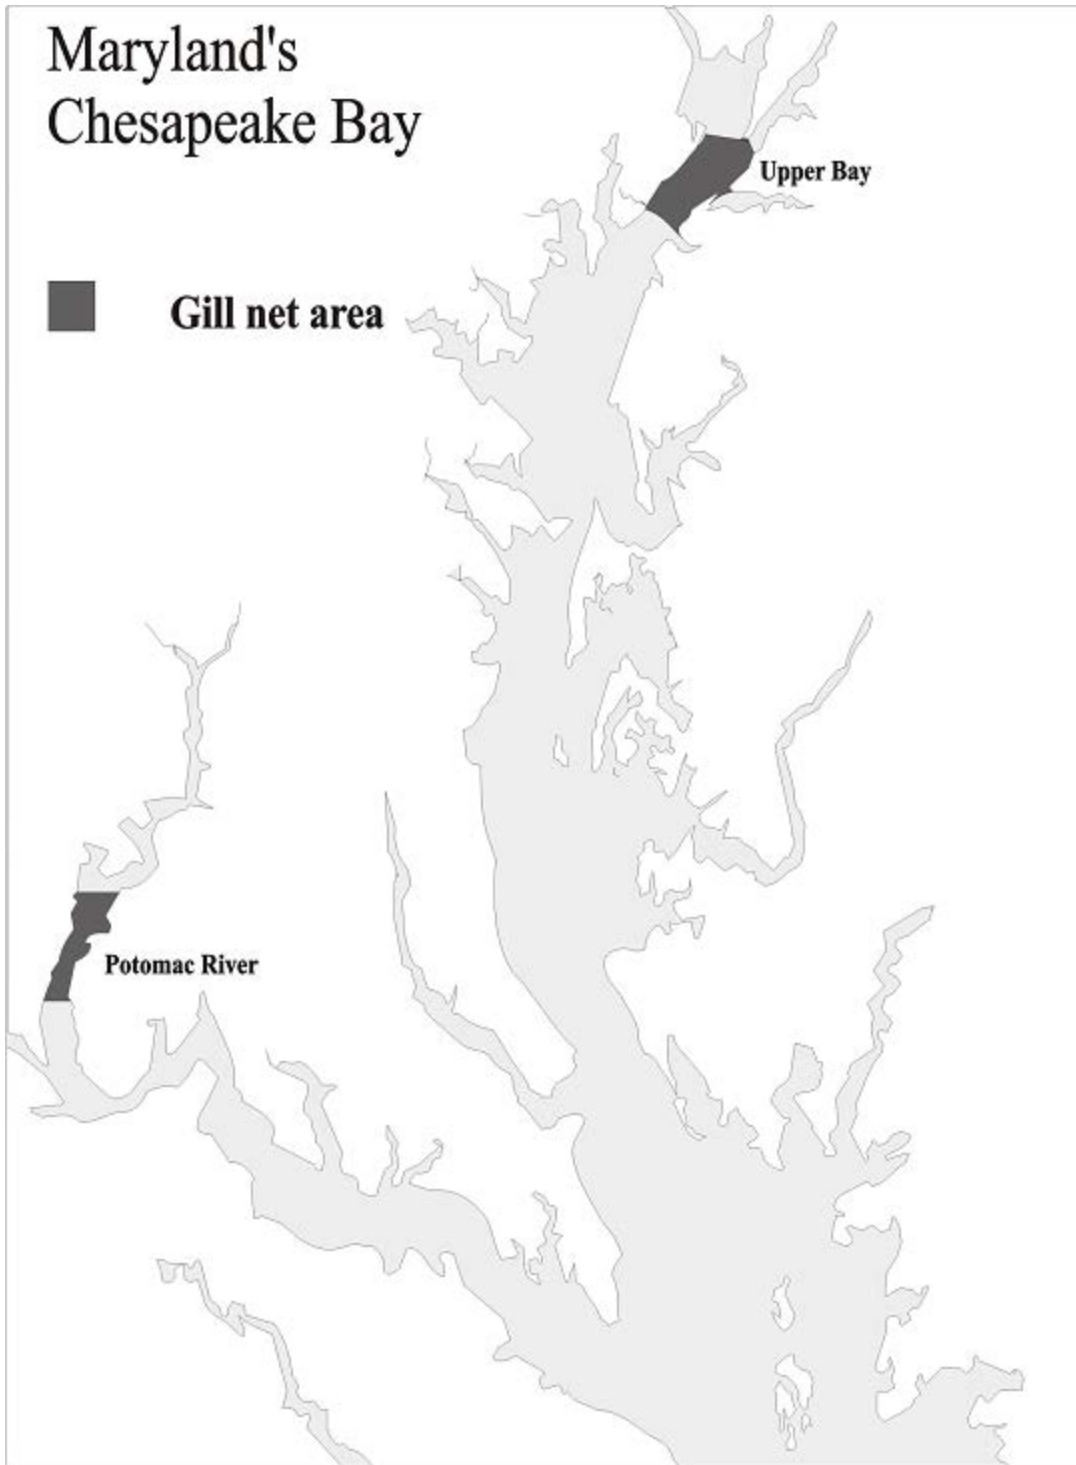 Maryland's
Chesapeake Bay
Upper Bay
Gill net area
Potomac River